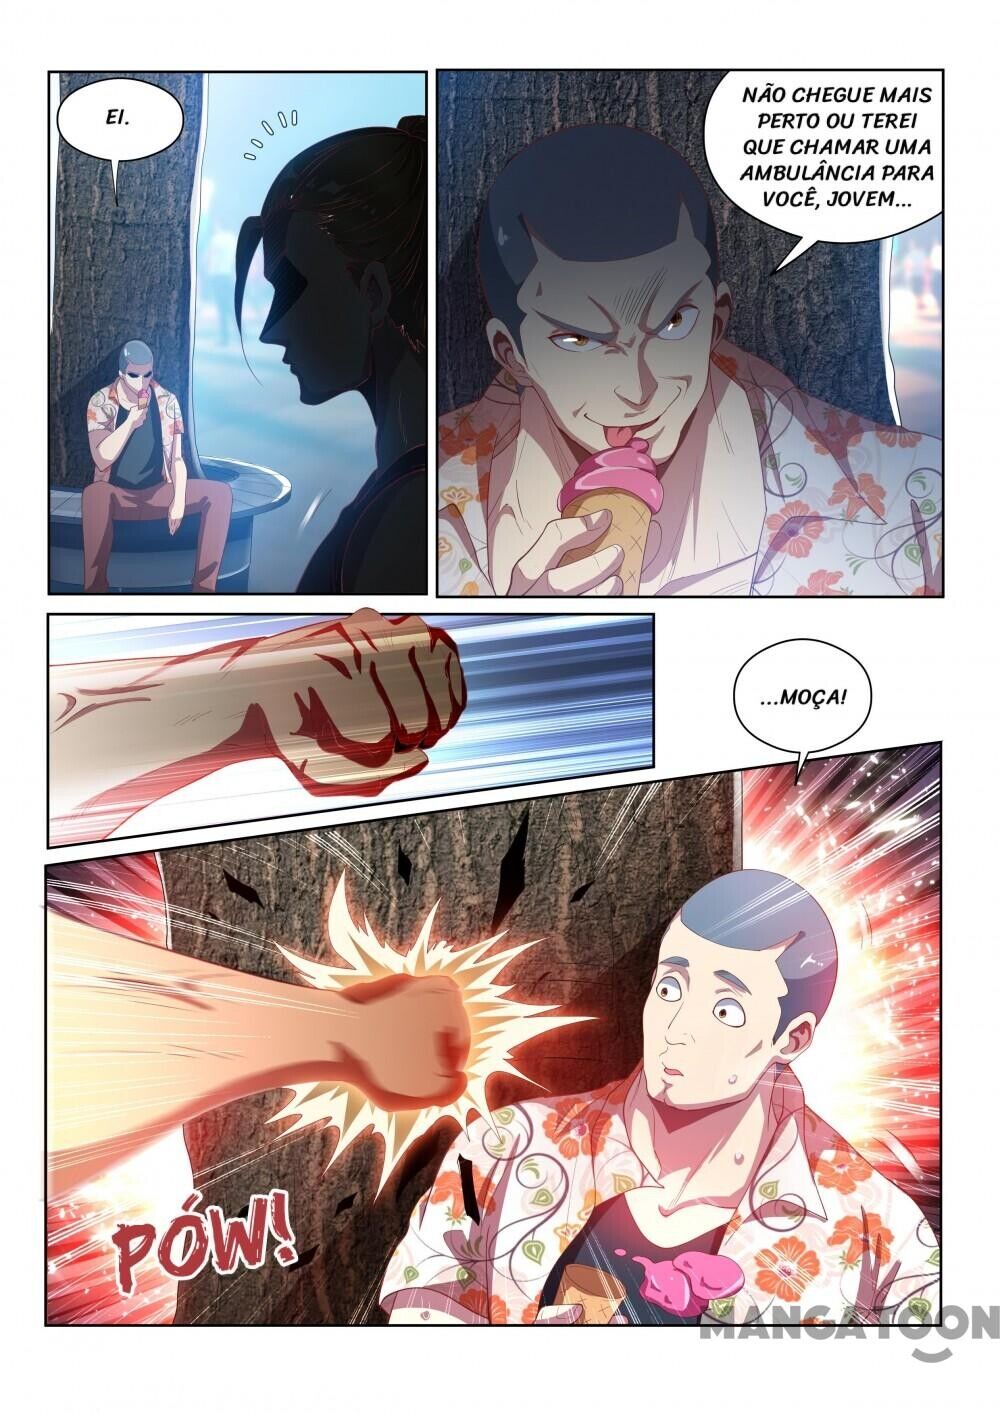 EI.
NÃO CHEGUE MAIS
PERTO OU TEREI
QUE CHAMAR UMA
AMBULÂNCIA PARA
VOCÊ, JOVEM...
...MOÇA!
PÓW!
MANGATOON